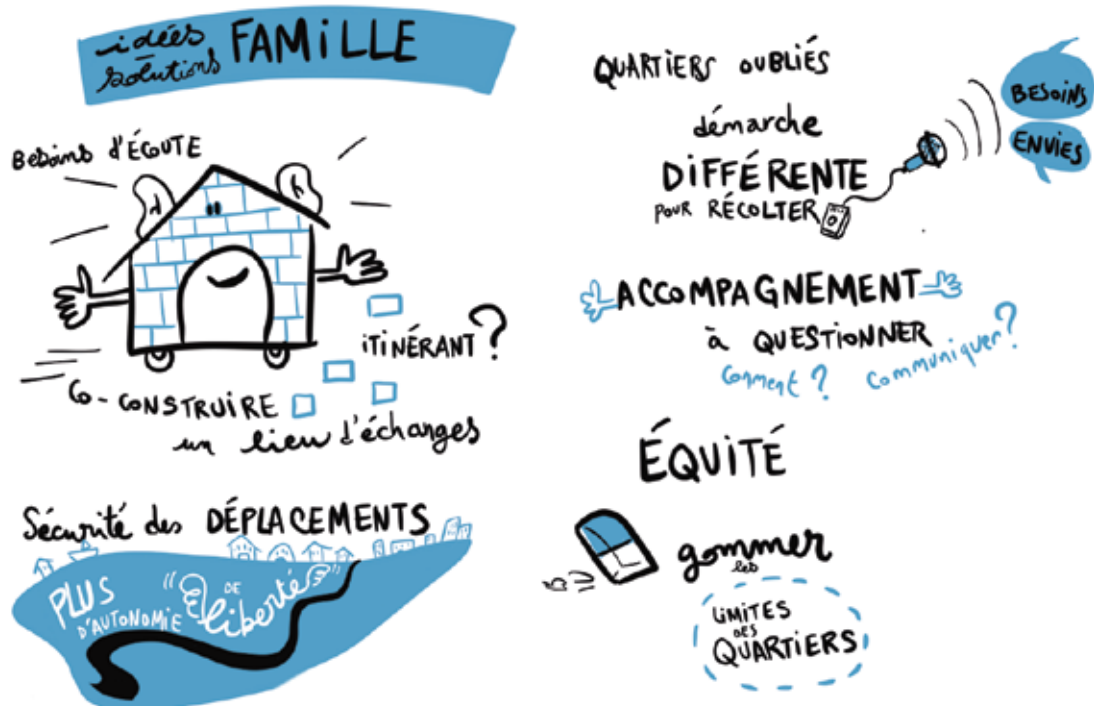 idées FAMiLLE
solutions
Besoins d'ÉCOUTE
iTiNÉRANT ?
CO-CONSTRUIRE
un lieu d'échanges
Sécurité des DÉPLACEMENTS
PLUS
D'AUTONOMIE
" DE "
liberté
QUARTIERS OUBLIÉS
démarche
DiFFÉRENTE
POUR RÉCOLTER
BESOiNS
ENViES
ACCOMPAGNEMENT
à QUESTIONNER
Comment ? Communiquer ?
ÉQUiTÉ
gommer
les
LiMiTES
DES
QUARTiERS